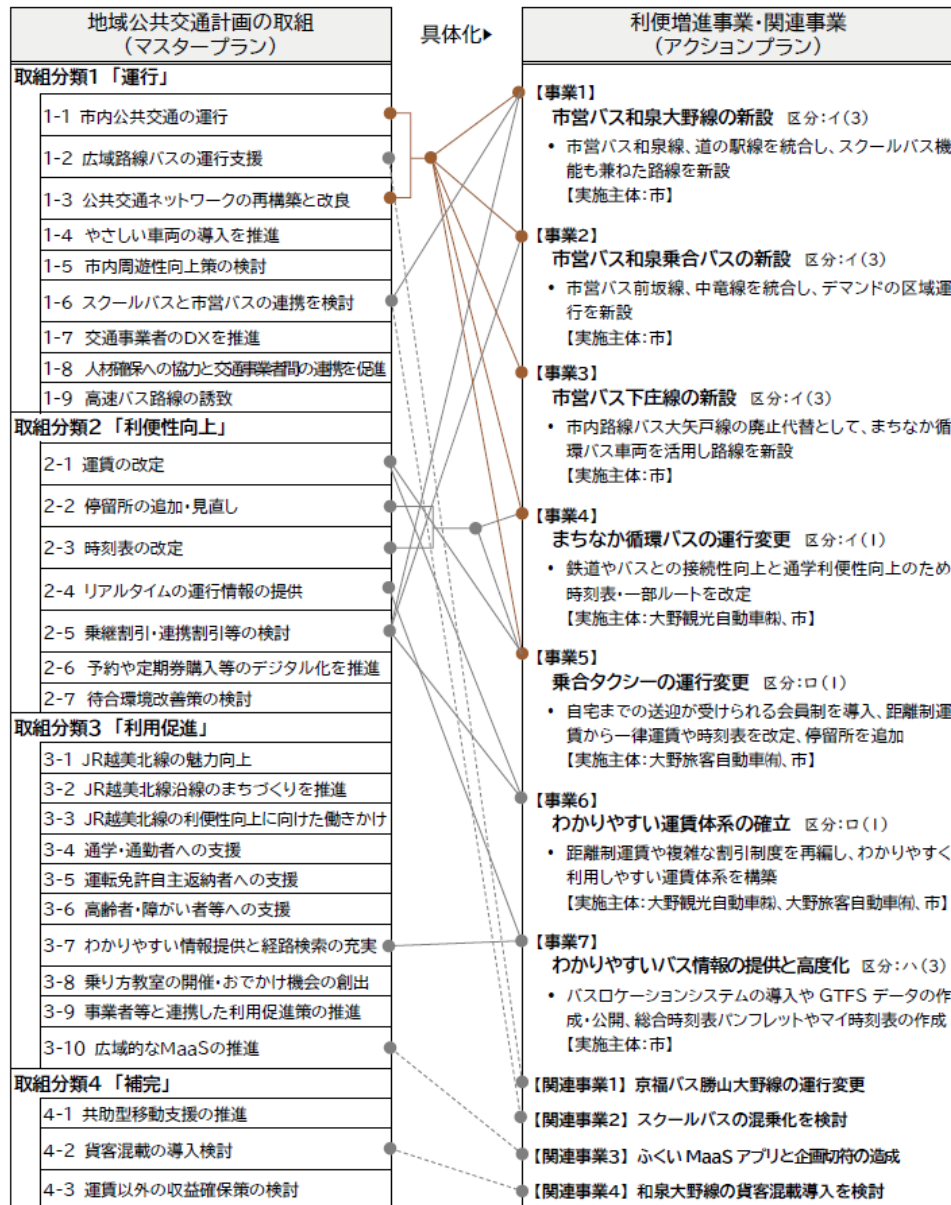 地域公共交通計画の取組
(マスタープラン)
具体化▶
利便増進事業・関連事業
(アクションプラン)
取組分類1 「運行」
1-1 市内公共交通の運行
1-2 広域路線バスの運行支援
1-3 公共交通ネットワークの再構築と改良
1-4 やさしい車両の導入を推進
1-5 市内周遊性向上策の検討
1-6 スクールバスと市営バスの連携を検討
1-7 交通事業者のDXを推進
1-8 人材確保への協力と交通事業者間の連携を促進
1-9 高速バス路線の誘致
取組分類2 「利便性向上」
2-1 運賃の改定
2-2 停留所の追加・見直し
2-3 時刻表の改定
2-4 リアルタイムの運行情報の提供
2-5 乗継割引・連携割引等の検討
2-6 予約や定期券購入等のデジタル化を推進
2-7 待合環境改善策の検討
取組分類3 「利用促進」
3-1 JR越美北線の魅力向上
3-2 JR越美北線沿線のまちづくりを推進
3-3 JR越美北線の利便性向上に向けた働きかけ
3-4 通学・通勤者への支援
3-5 運転免許自主返納者への支援
3-6 高齢者・障がい者等への支援
3-7 わかりやすい情報提供と経路検索の充実
3-8 乗り方教室の開催・おでかけ機会の創出
3-9 事業者等と連携した利用促進策の推進
3-10 広域的なMaaSの推進
取組分類4 「補完」
4-1 共助型移動支援の推進
4-2 貨客混載の導入検討
4-3 運賃以外の収益確保策の検討
【事業1】
市営バス和泉大野線の新設 区分:イ(3)
• 市営バス和泉線、道の駅線を統合し、スクールバス機
能も兼ねた路線を新設
【実施主体:市】
【事業2】
市営バス和泉乗合バスの新設 区分:イ(3)
• 市営バス前坂線、中竜線を統合し、デマンドの区域運
行を新設
【実施主体:市】
【事業3】
市営バス下庄線の新設 区分:イ(3)
• 市内路線バス大矢戸線の廃止代替として、まちなか循
環バス車両を活用し路線を新設
【実施主体:市】
【事業4】
まちなか循環バスの運行変更 区分:イ(1)
• 鉄道やバスとの接続性向上と通学利便性向上のため
時刻表・一部ルートを改定
【実施主体:大野観光自動車㈱、市】
【事業5】
乗合タクシーの運行変更 区分:ロ(1)
• 自宅までの送迎が受けられる会員制を導入、距離制運
賃から一律運賃や時刻表を改定、停留所を追加
【実施主体:大野旅客自動車㈲、市】
【事業6】
わかりやすい運賃体系の確立 区分:ロ(1)
• 距離制運賃や複雑な割引制度を再編し、わかりやすく
利用しやすい運賃体系を構築
【実施主体:大野観光自動車㈱、大野旅客自動車㈲、市】
【事業7】
わかりやすいバス情報の提供と高度化 区分:ハ(3)
• バスロケーションシステムの導入や GTFS データの作
成・公開、総合時刻表パンフレットやマイ時刻表の作成
【実施主体:市】
【関連事業1】 京福バス勝山大野線の運行変更
【関連事業2】 スクールバスの混乗化を検討
【関連事業3】 ふくい MaaS アプリと企画切符の造成
【関連事業4】 和泉大野線の貨客混載導入を検討